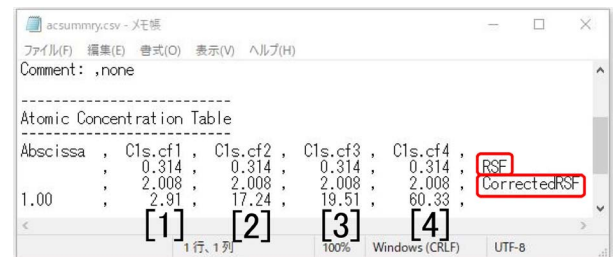 acsummry.csv - メモ帳
ファイル(F) 編集(E) 書式(O) 表示(V) ヘルプ(H)
Comment: ,none
------------------------------
Atomic Concentration Table
------------------------------
Abscissa , C1s.cf1 , C1s.cf2 , C1s.cf3 , C1s.cf4 ,
, 0.314 , 0.314 , 0.314 , 0.314 , RSF
, 2.008 , 2.008 , 2.008 , 2.008 , CorrectedRSF
1.00 , 2.91 , 17.24 , 19.51 , 60.33 ,
[1] [2] [3] [4]
1 行、1 列 100% Windows (CRLF) UTF-8